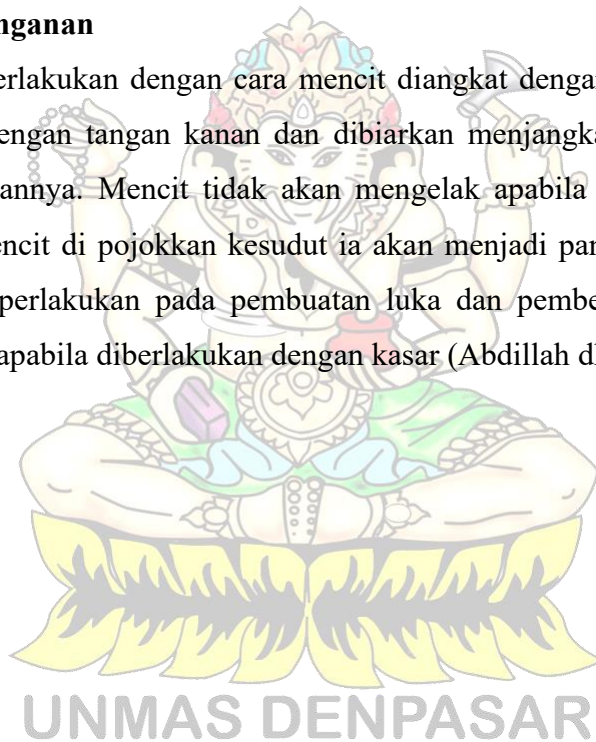 nganan
erlakukan dengan cara mencit diangkat denga
engan tangan kanan dan dibiarkan menjangka
annya. Mencit tidak akan mengelak apabila
encit di pojokkan kesudut ia akan menjadi par
perlakukan pada pembuatan luka dan pembe
apabila diberlakukan dengan kasar (Abdillah dl
UNMAS DENPASAR